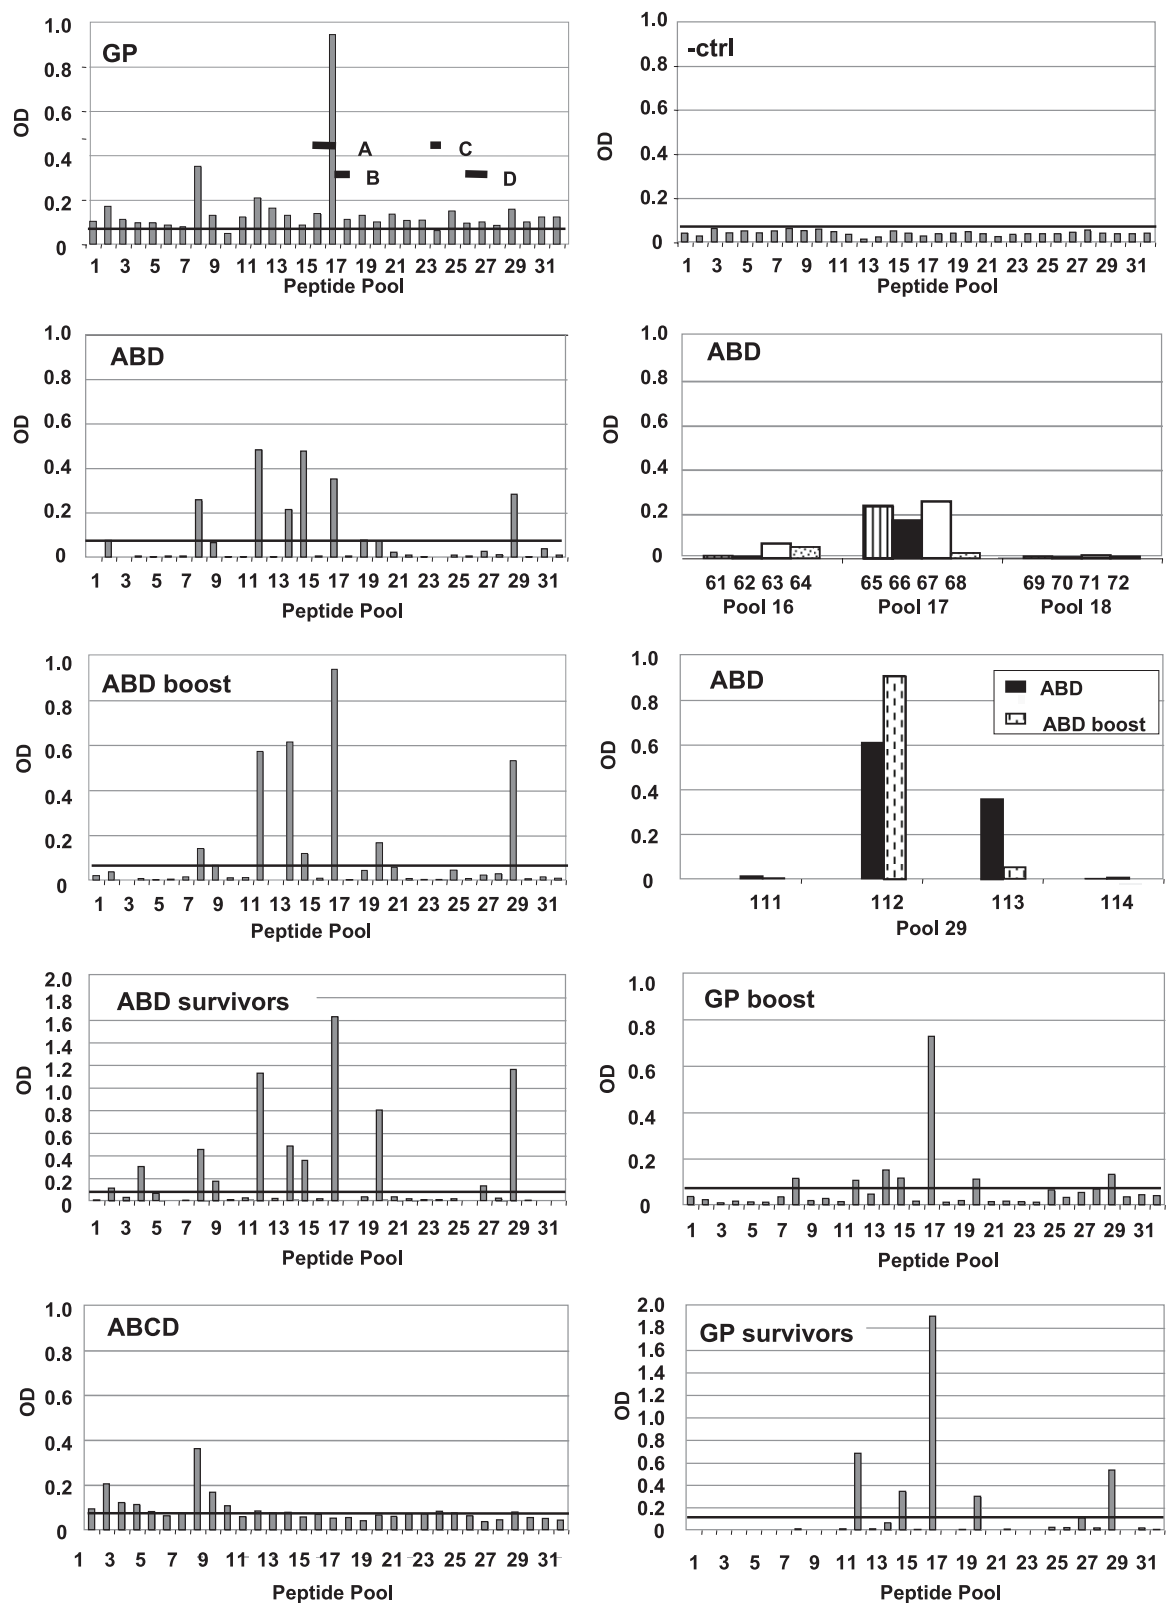 GP
OD
1.0
0.8
0.6
0.4
0.2
0
A
B
C
D
1 3 5 7 9 11 13 15 17 19 21 23 25 27 29 31
Peptide Pool
-ctrl
OD
1.0
0.8
0.6
0.4
0.2
0
1 3 5 7 9 11 13 15 17 19 21 23 25 27 29 31
Peptide Pool
ABD
OD
1.0
0.8
0.6
0.4
0.2
0
1 3 5 7 9 11 13 15 17 19 21 23 25 27 29 31
Peptide Pool
ABD
OD
1.0
0.8
0.6
0.4
0.2
0
61 62 63 64 65 66 67 68 69 70 71 72
Pool 16 Pool 17 Pool 18
ABD boost
OD
1.0
0.8
0.6
0.4
0.2
0
1 3 5 7 9 11 13 15 17 19 21 23 25 27 29 31
Peptide Pool
ABD
ABD
ABD boost
OD
1.0
0.8
0.6
0.4
0.2
0
111 112 113 114
Pool 29
ABD survivors
OD
2.0
1.8
1.6
1.4
1.2
1.0
0.8
0.6
0.4
0.2
0
1 3 5 7 9 11 13 15 17 19 21 23 25 27 29 31
Peptide Pool
GP boost
OD
1.0
0.8
0.6
0.4
0.2
0
1 3 5 7 9 11 13 15 17 19 21 23 25 27 29 31
Peptide Pool
ABCD
OD
1.0
0.8
0.6
0.4
0.2
0
1 3 5 7 9 11 13 15 17 19 21 23 25 27 29 31
Peptide Pool
GP survivors
OD
2.0
1.8
1.6
1.4
1.2
1.0
0.8
0.6
0.4
0.2
0
1 3 5 7 9 11 13 15 17 19 21 23 25 27 29 31
Peptide Pool